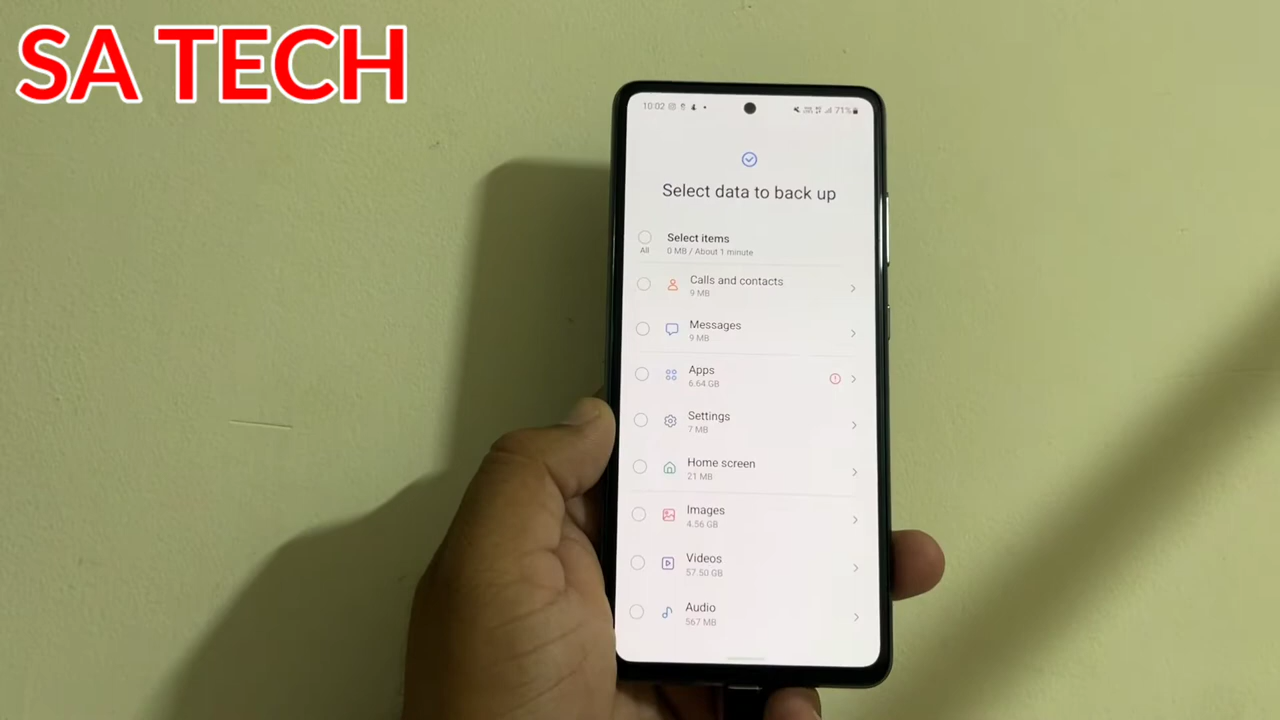 SA TECH
10:02
71%
Select data to back up
All
Select items
0 MB / About 1 minute
Calls and contacts
9 MB
Messages
9 MB
Apps
6.64 GB
Settings
7 MB
Home screen
21 MB
Images
4.56 GB
Videos
57.50 GB
Audio
567 MB